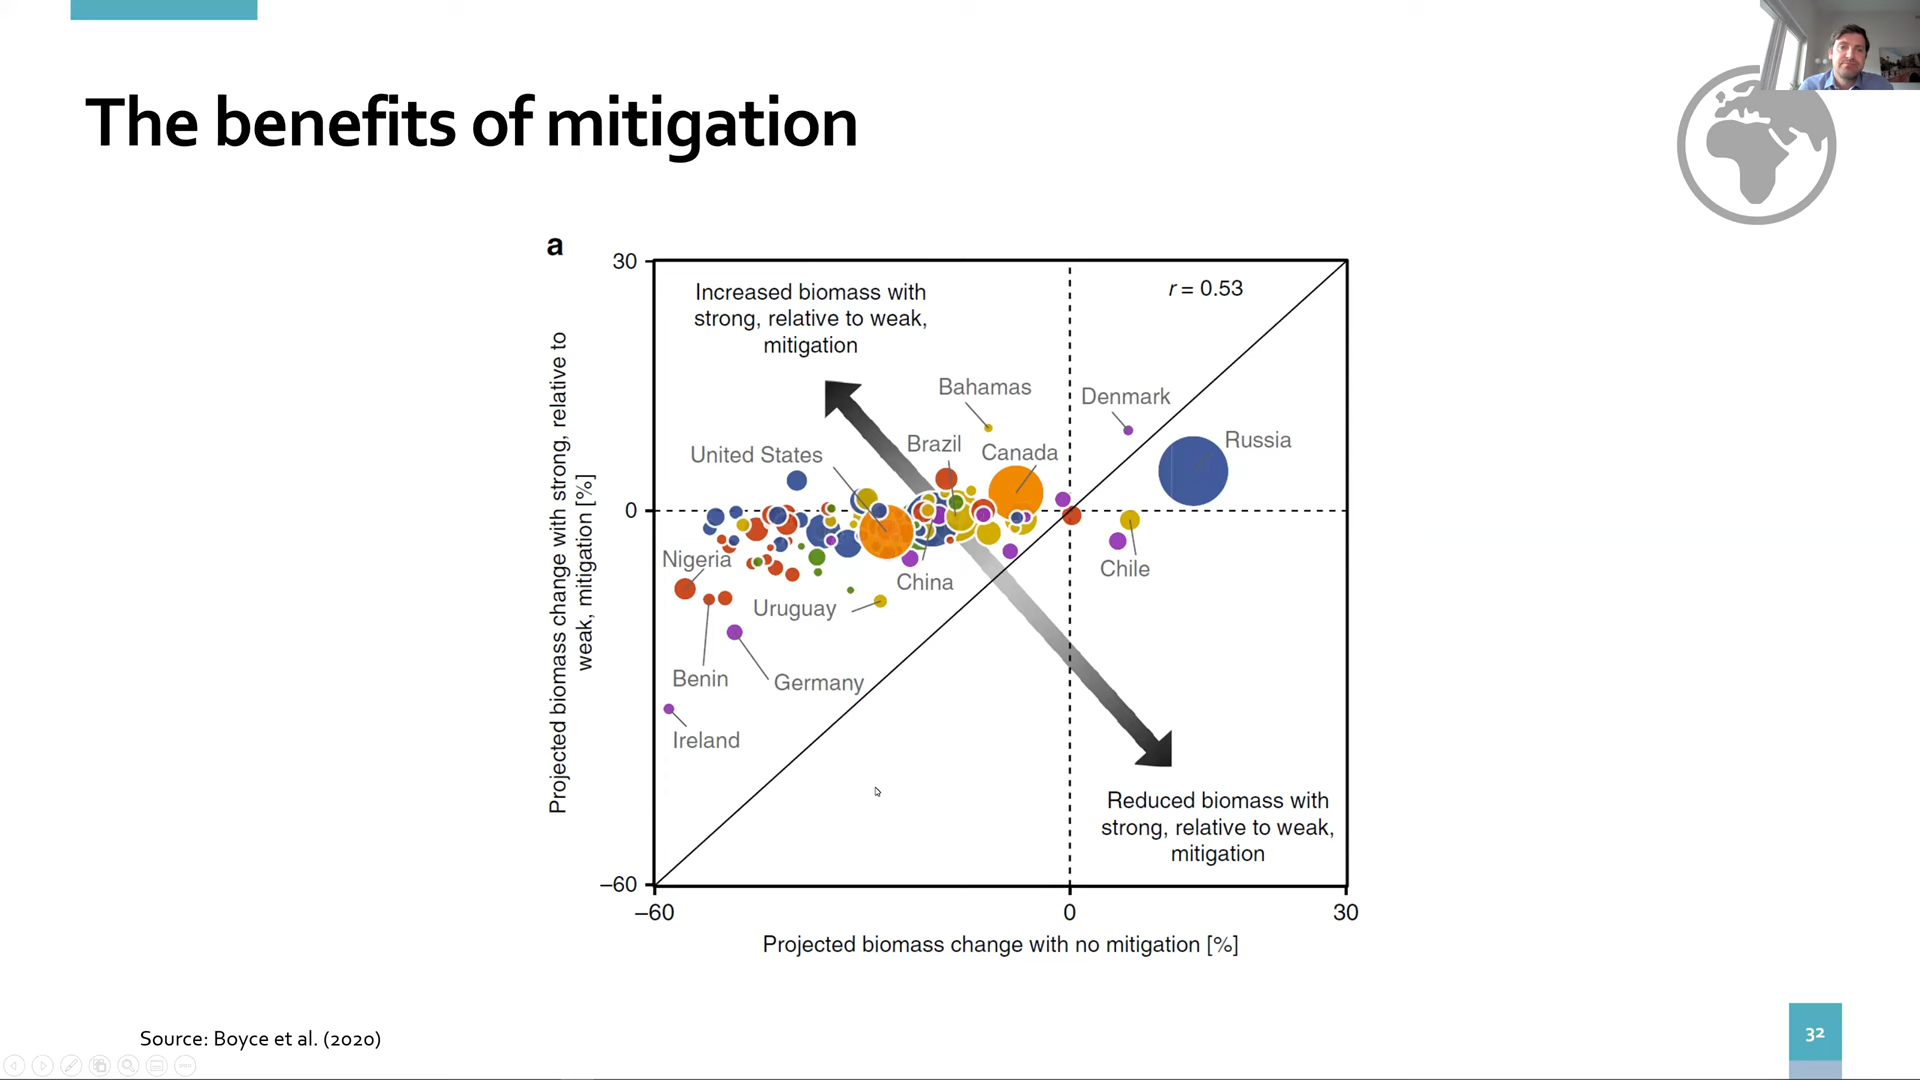 The benefits of mitigation
a
30
Increased biomass with
strong, relative to weak,
mitigation
r = 0.53
Bahamas
Denmark
Brazil
Canada
Russia
United States
0
Nigeria
China
Chile
Uruguay
Benin
Germany
Ireland
Reduced biomass with
strong, relative to weak,
mitigation
–60
–60
0
30
Projected biomass change with strong, relative to
weak, mitigation [%]
Projected biomass change with no mitigation [%]
Source: Boyce et al. (2020)
32